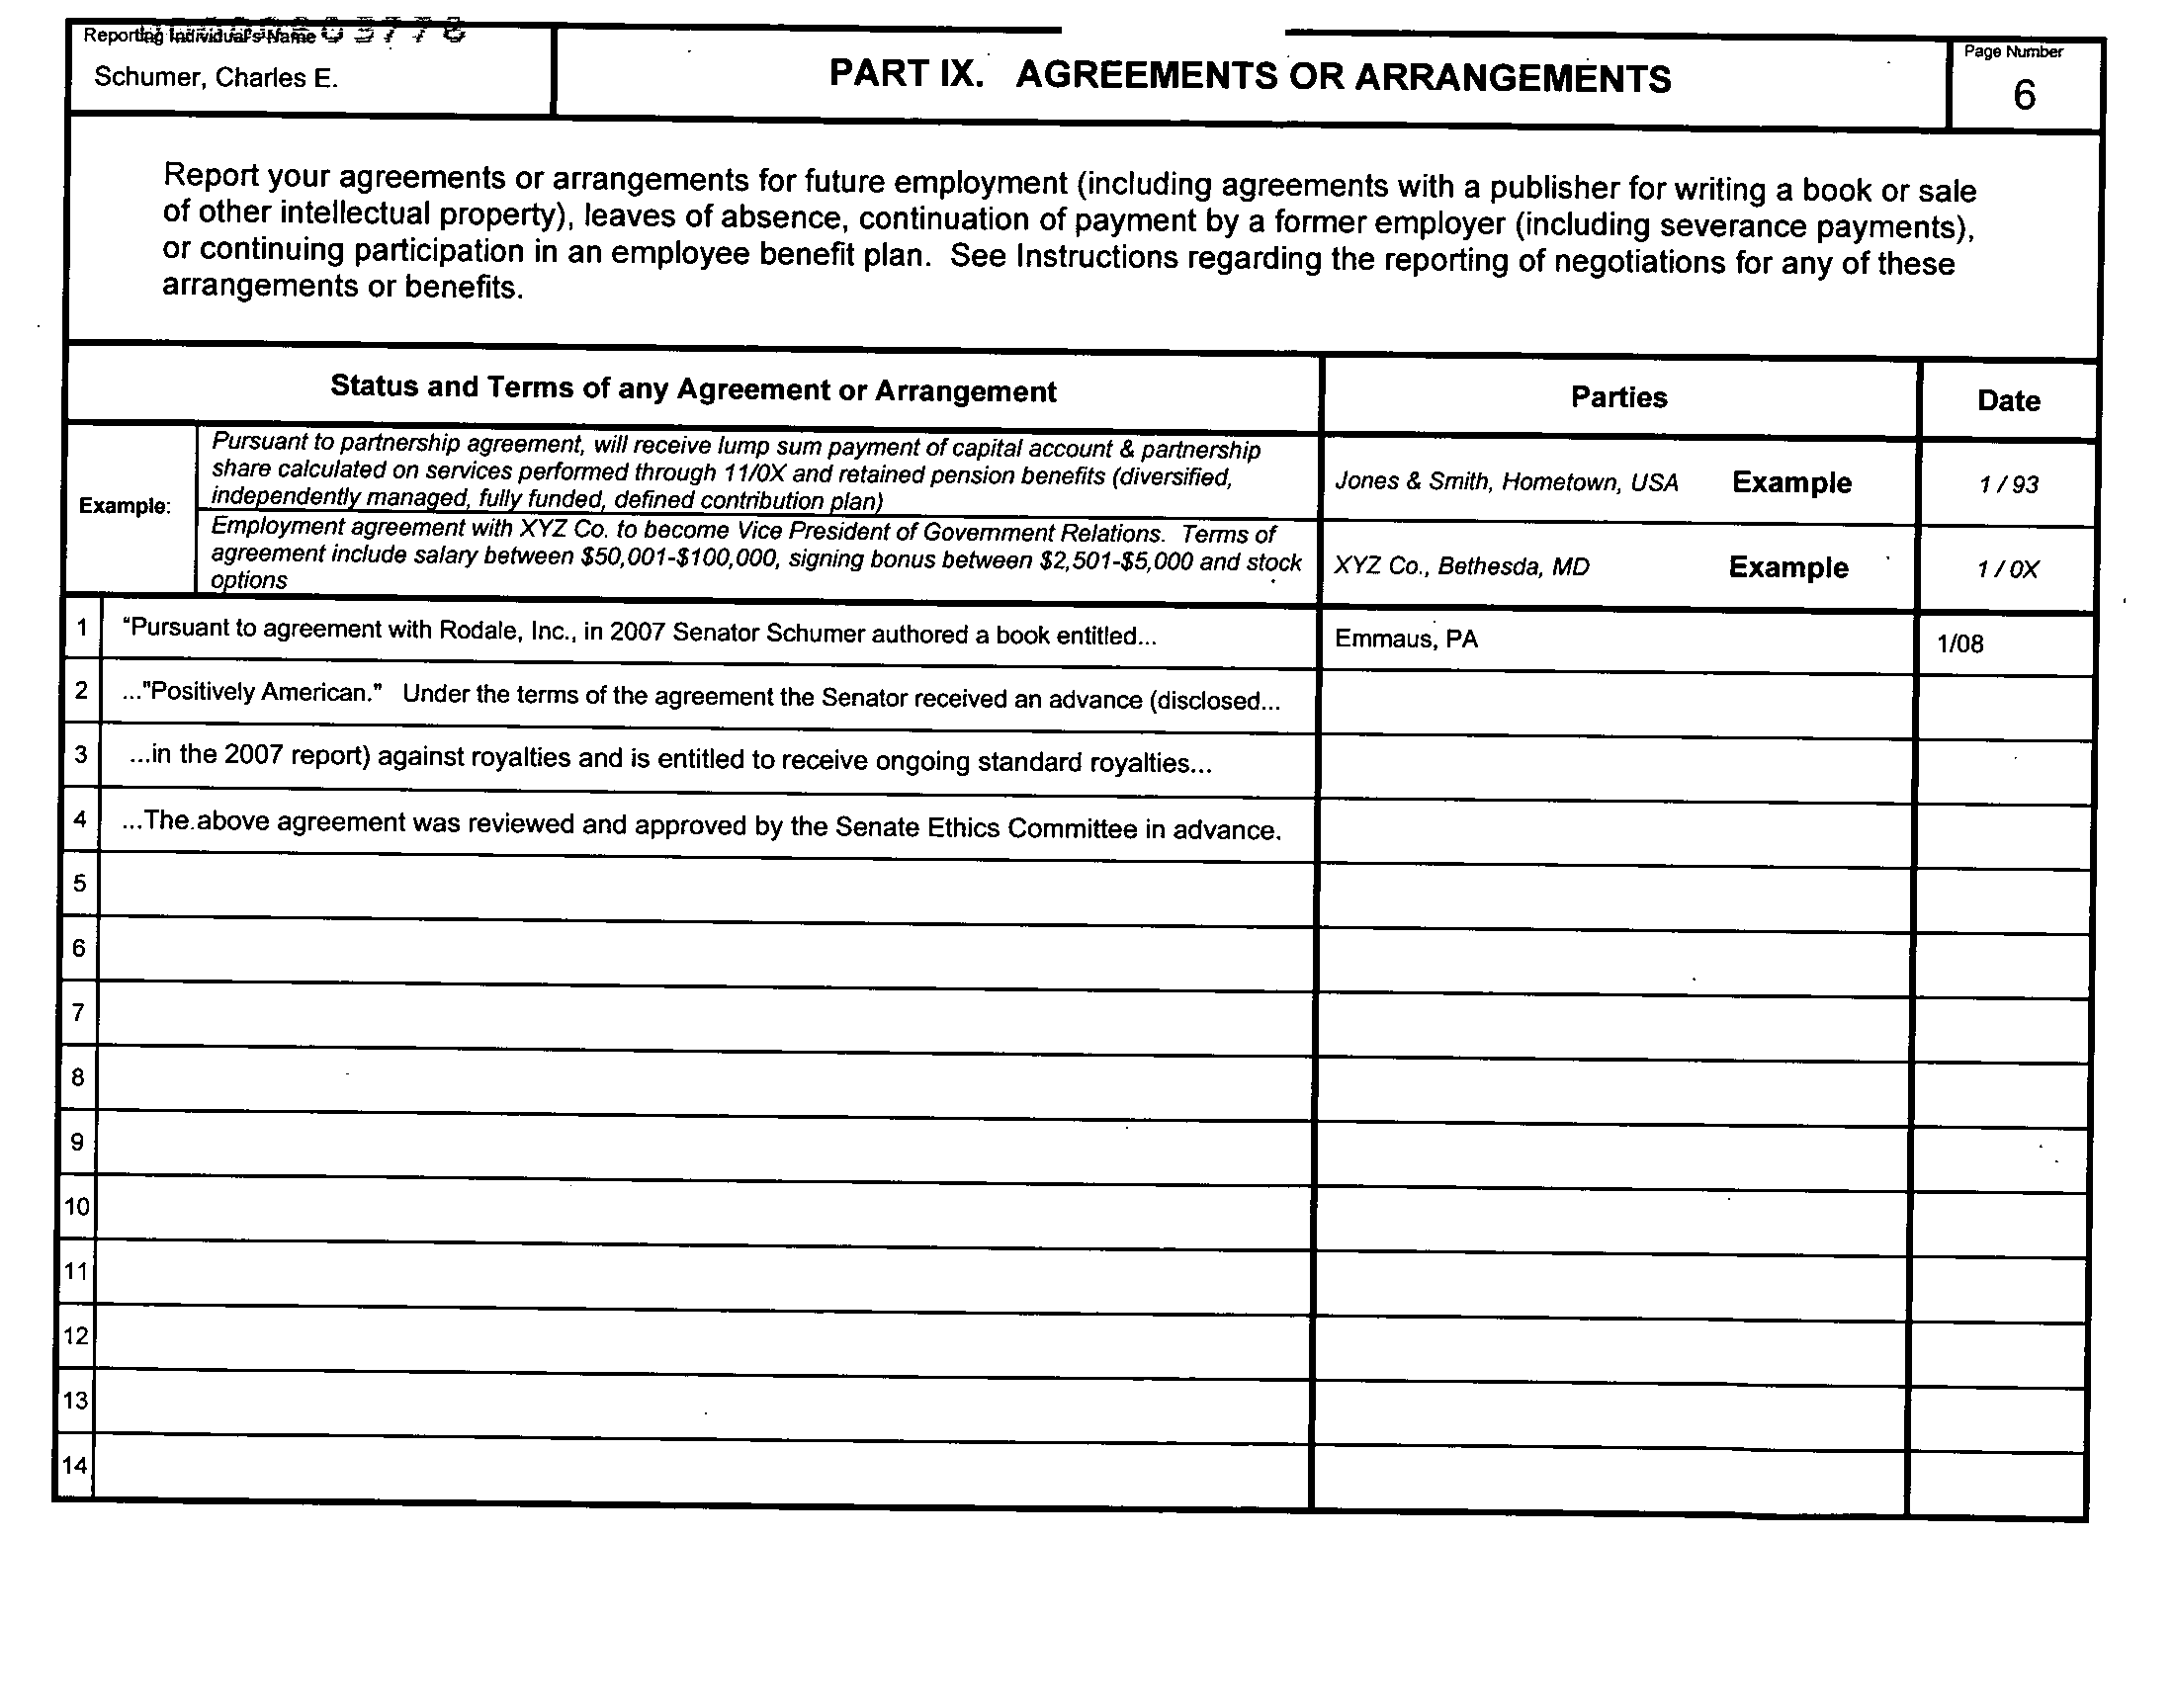 Reporting Individual's Name
Schumer, Charles E.
PART IX. AGREEMENTS OR ARRANGEMENTS
Page Number
6
Report your agreements or arrangements for future employment (including agreements with a publisher for writing a book or sale
of other intellectual property), leaves of absence, continuation of payment by a former employer (including severance payments),
or continuing participation in an employee benefit plan. See Instructions regarding the reporting of negotiations for any of these
arrangements or benefits.
Status and Terms of any Agreement or Arrangement
Parties
Date
Example:
Pursuant to partnership agreement, will receive lump sum payment of capital account & partnership
share calculated on services performed through 11/0X and retained pension benefits (diversified,
independently managed, fully funded, defined contribution plan)
Jones & Smith, Hometown, USA Example
1 / 93
Employment agreement with XYZ Co. to become Vice President of Government Relations. Terms of
agreement include salary between $50,001-$100,000, signing bonus between $2,501-$5,000 and stock
options
XYZ Co., Bethesda, MD Example
1 / 0X
1 "Pursuant to agreement with Rodale, Inc., in 2007 Senator Schumer authored a book entitled... Emmaus, PA 1/08
2 ..."Positively American." Under the terms of the agreement the Senator received an advance (disclosed...
3 ...in the 2007 report) against royalties and is entitled to receive ongoing standard royalties...
4 ...The above agreement was reviewed and approved by the Senate Ethics Committee in advance.
5
6
7
8
9
10
11
12
13
14